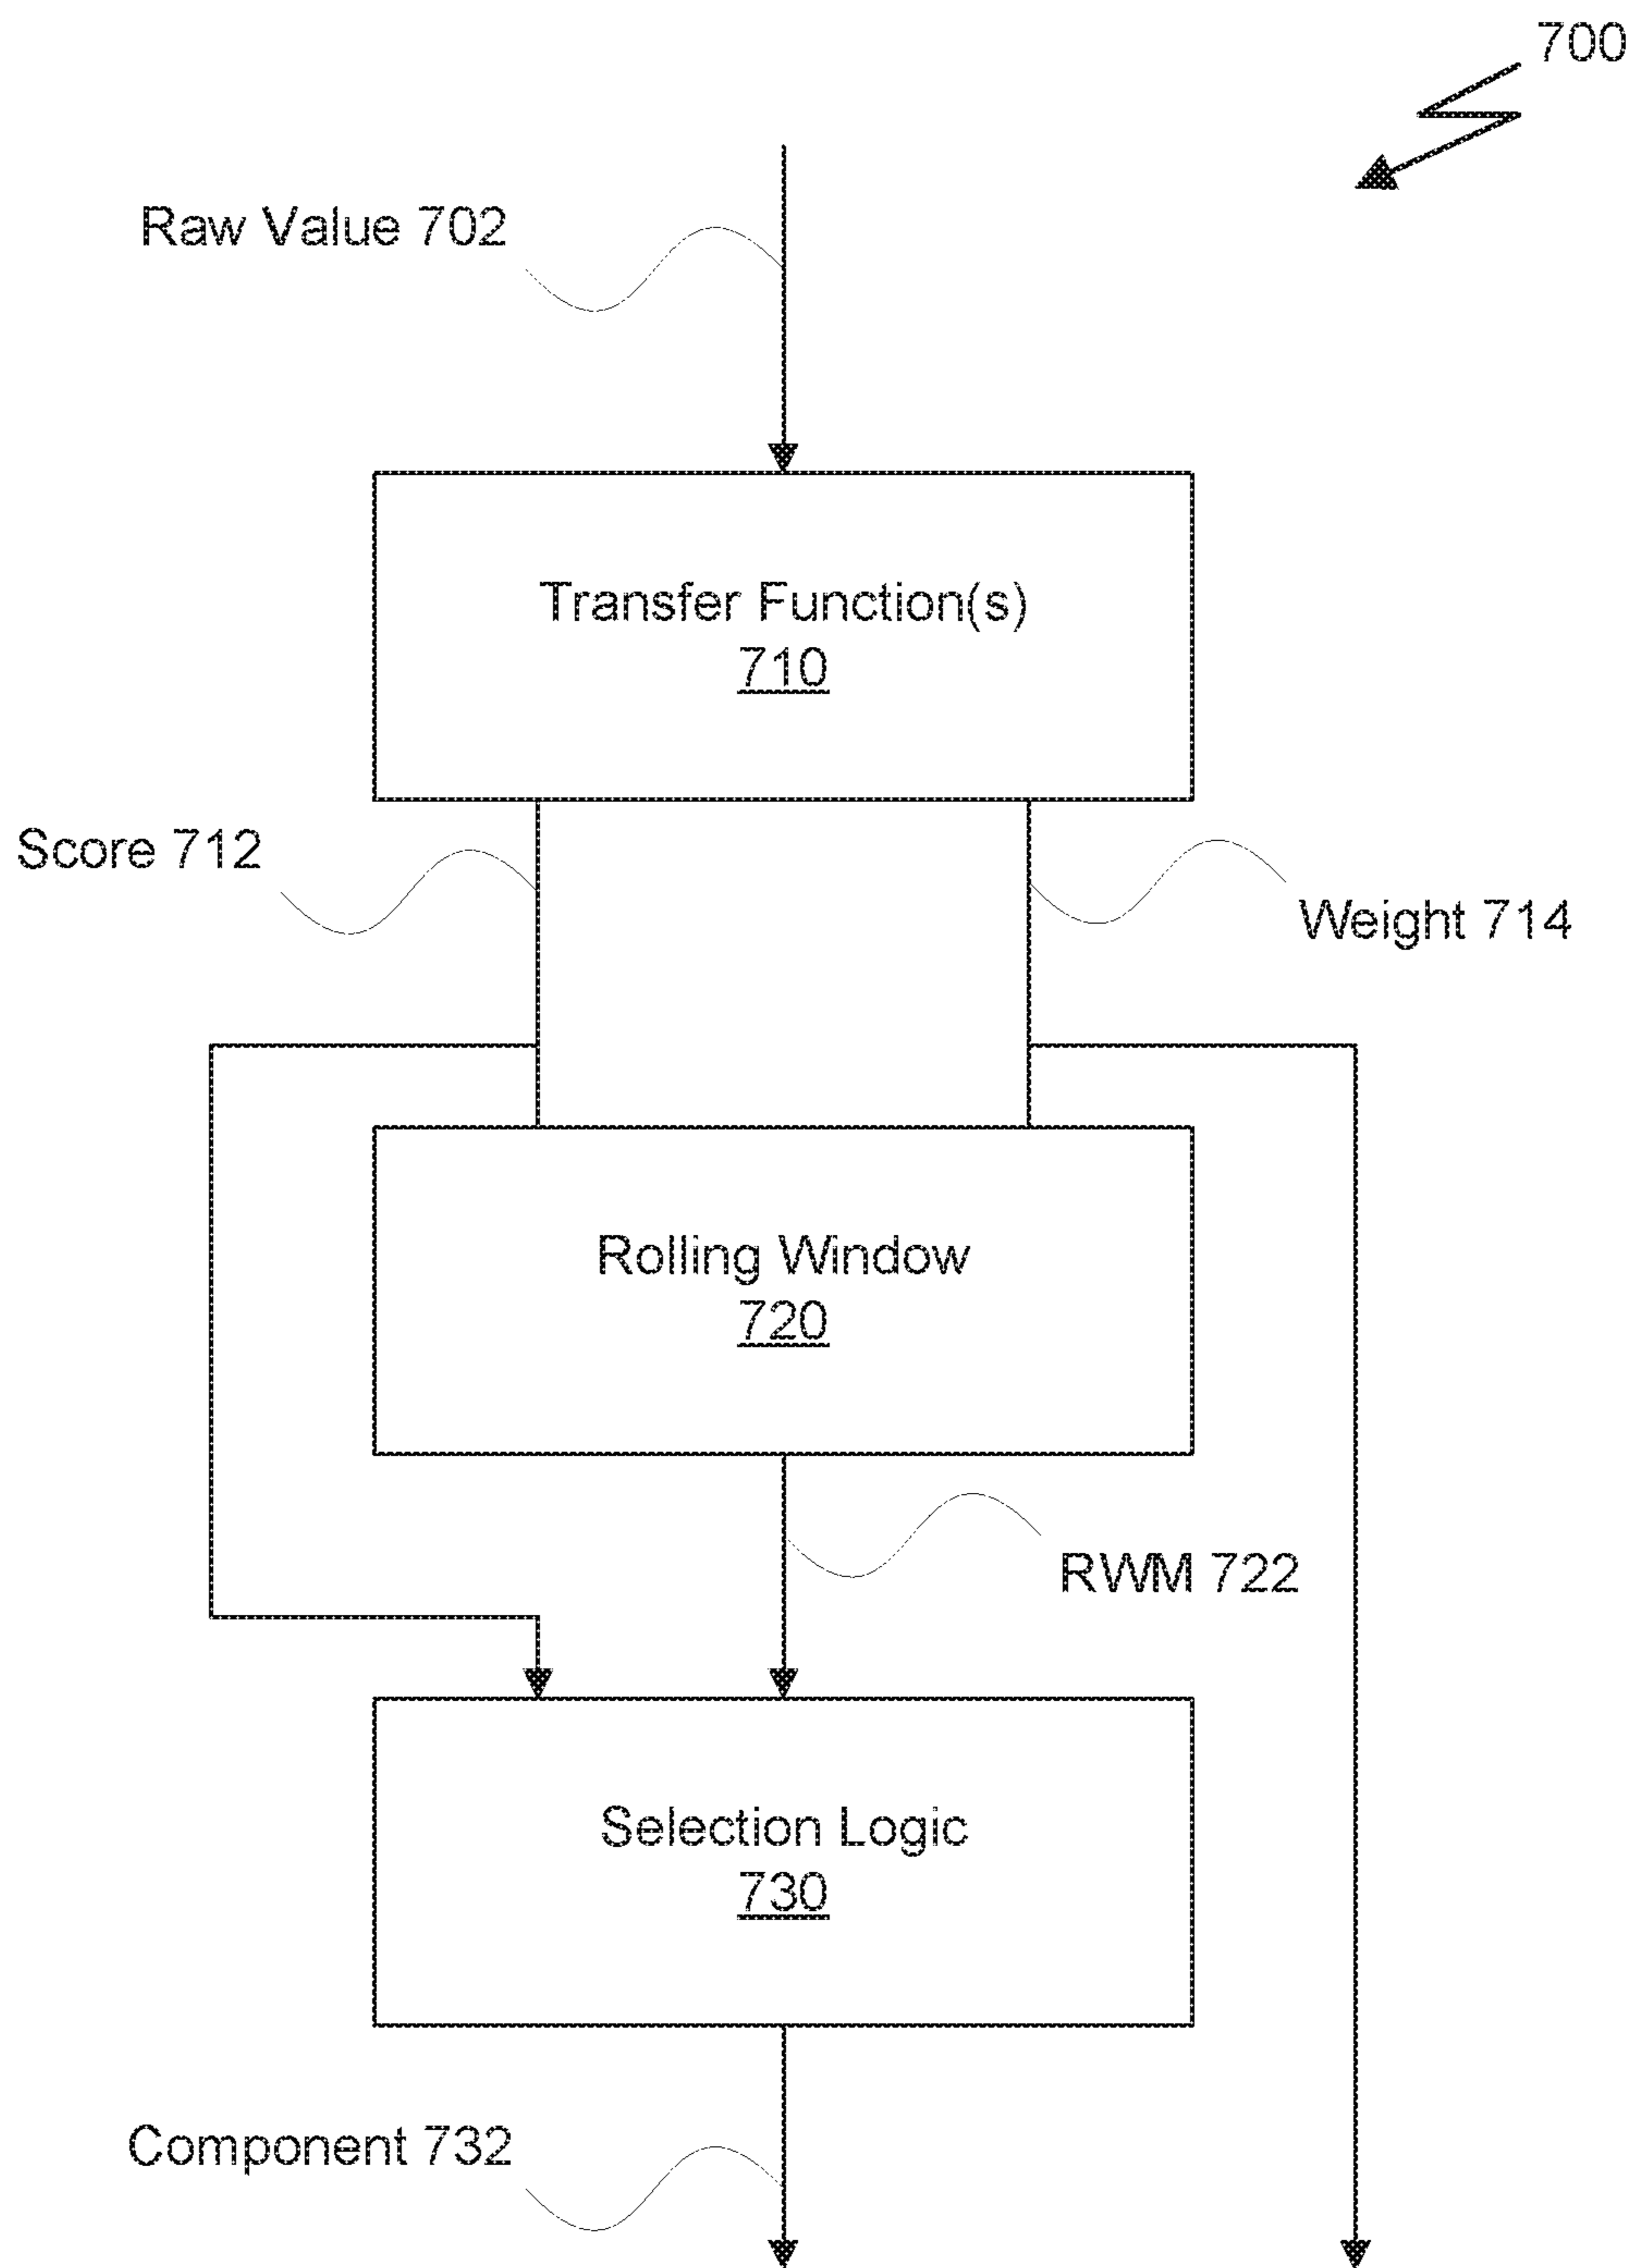 700
Raw Value 702
Transfer Function(s)
710
Score 712
Weight 714
Rolling Window
720
RWM 722
Selection Logic
730
Component 732